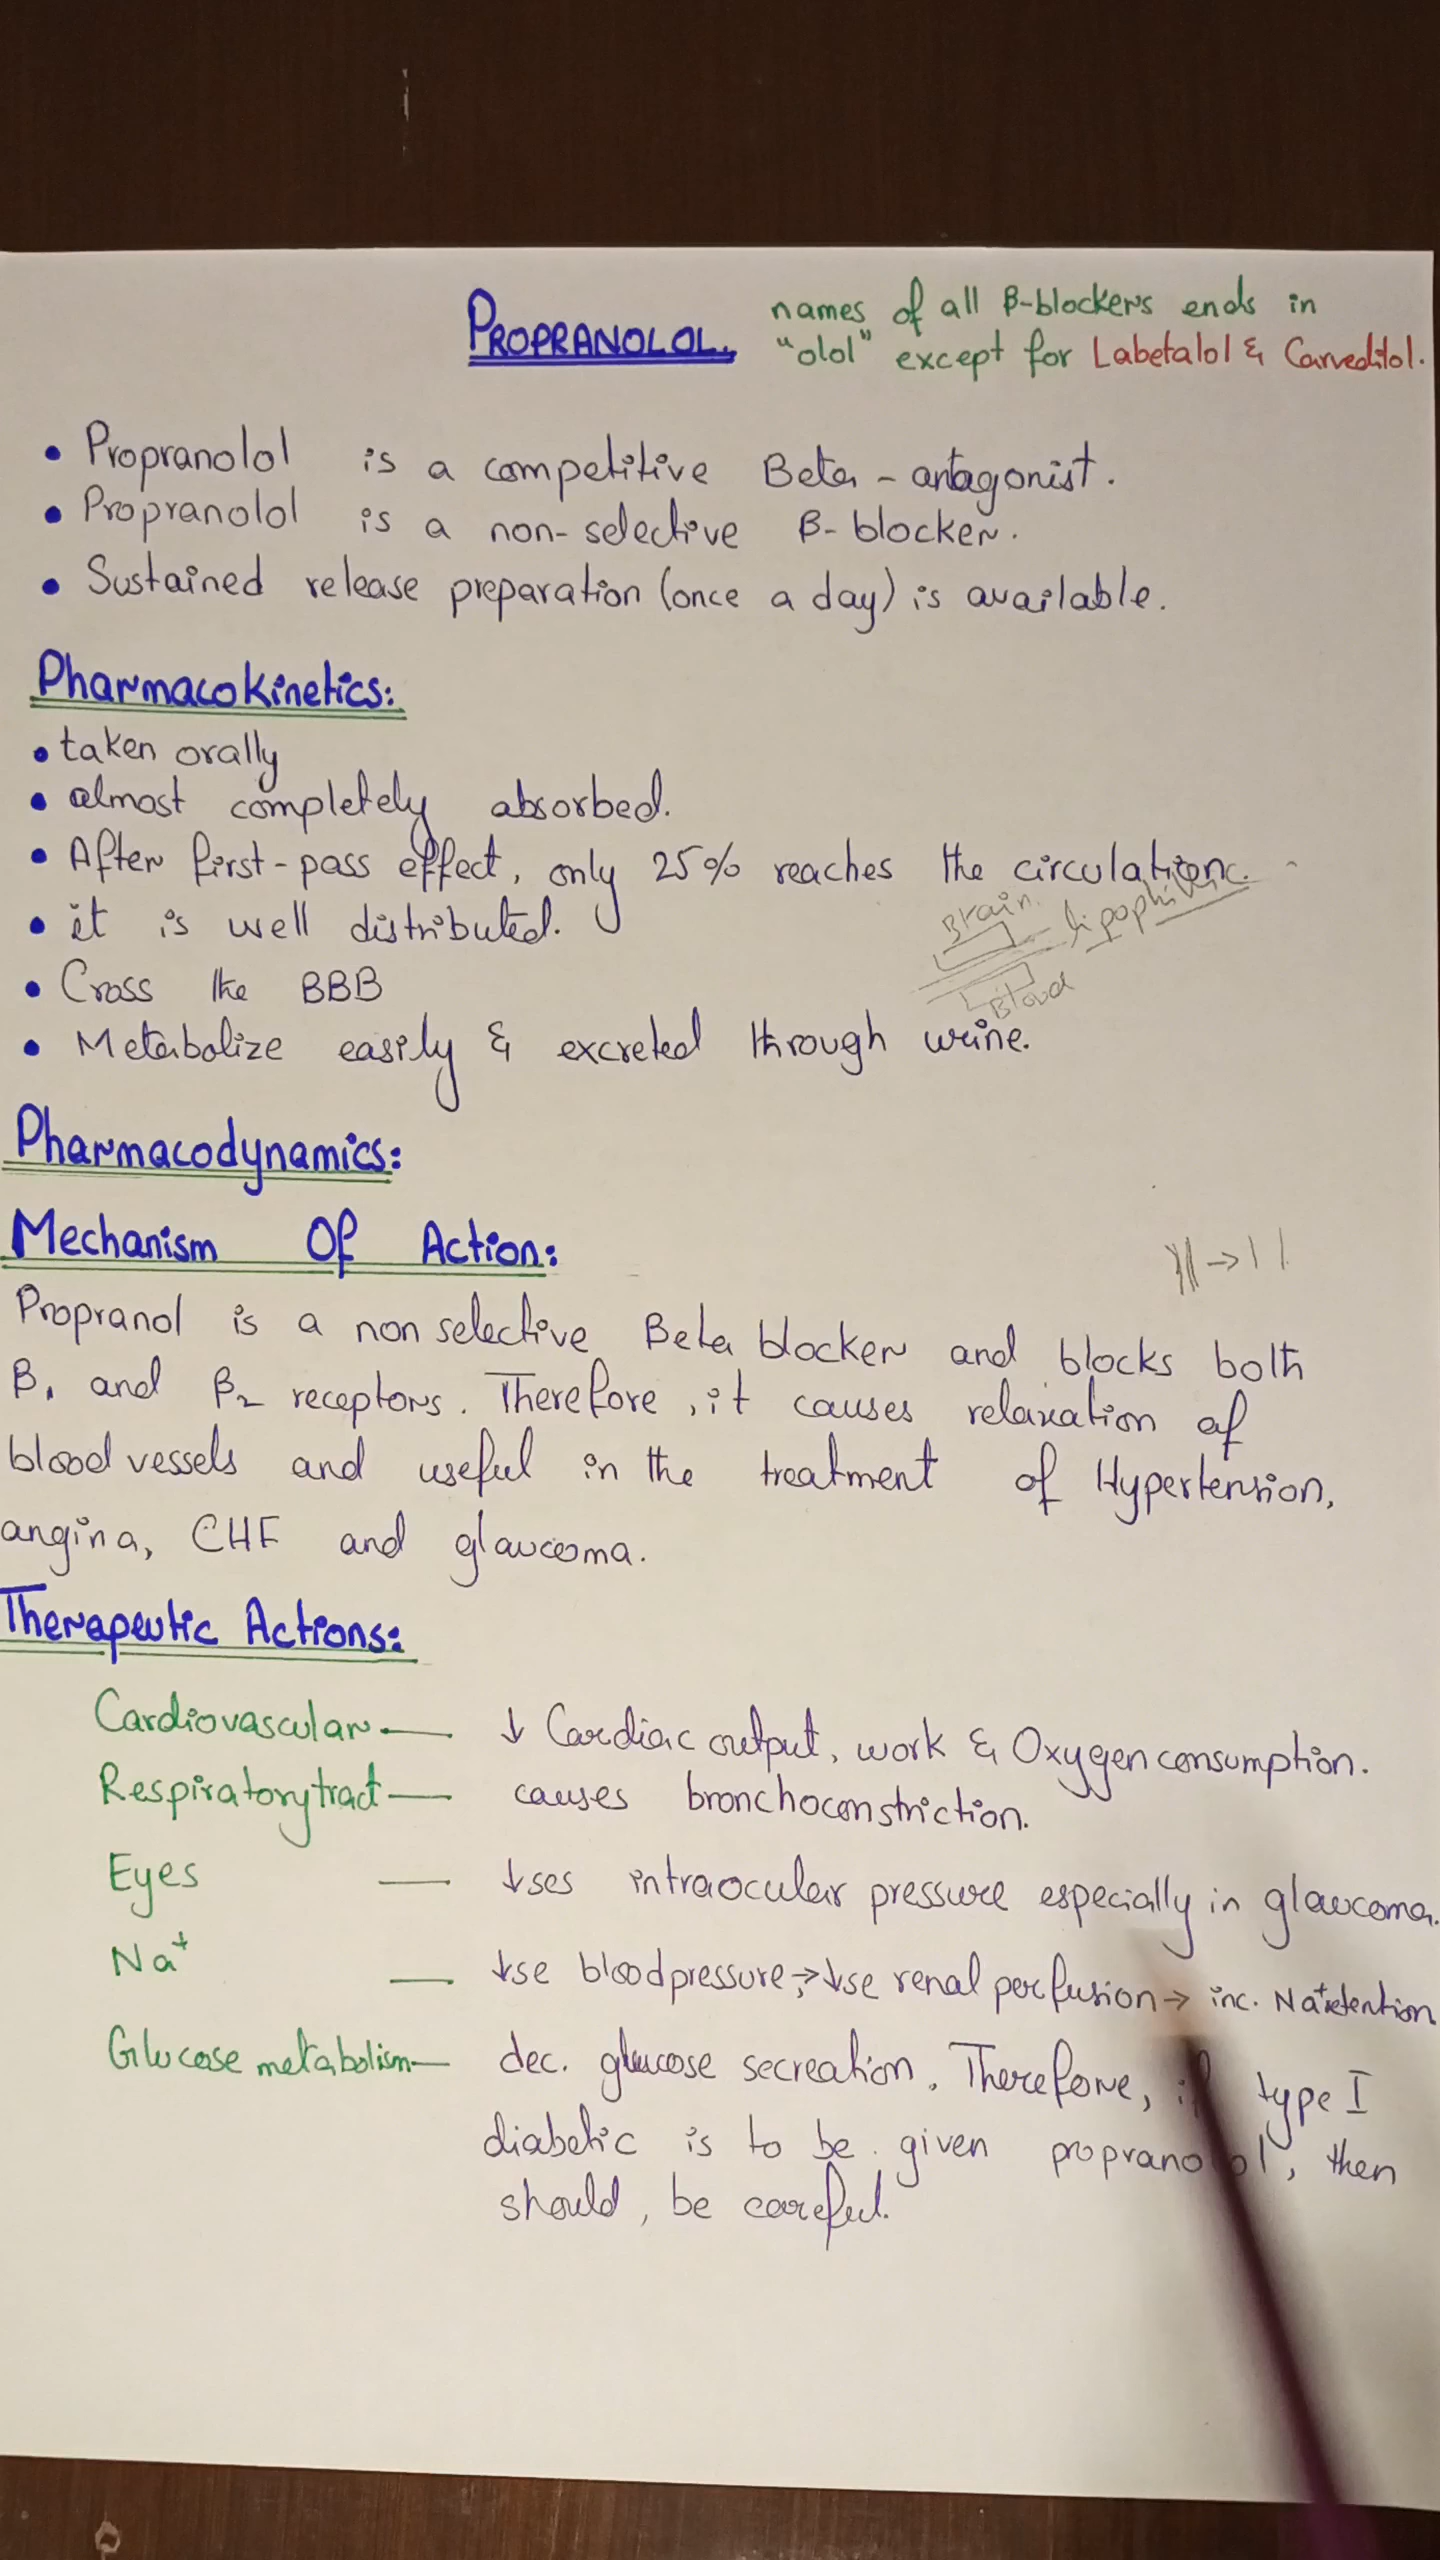 PROPRANOLOL.
names of all β-blockers ends in
"olol" except for Labetalol & Carveditol.
• Propranolol is a competitive Beta-antagonist.
• Propranolol is a non-selective β-blocker.
• Sustained release preparation (once a day) is available.
Pharmacokinetics:
• taken orally
• almost completely absorbed.
• After first-pass effect, only 25% reaches the circulation.
• it is well distributed.
Brain
lipophilic
Blood
• Cross the BBB
• Metabolize easily & excreted through urine.
Pharmacodynamics:
Mechanism Of Action:
Propranol is a non selective Beta blocker and blocks both
β1 and β2 receptors. Therefore, it causes relaxation of
blood vessels and useful in the treatment of Hypertension,
angina, CHF and glaucoma.
Therapeutic Actions:
Cardiovascular — ↓ Cardiac output, work & Oxygen consumption.
Respiratory tract — causes bronchoconstriction.
Eyes — ↓ses intraocular pressure especially in glaucoma.
Na+ — ↓se blood pressure, → ↓se renal perfusion → inc. Na+ retention
Glucose metabolism — dec. glucose secreation. Therefore, if type I
diabetic is to be given propranolol, then
should, be careful.